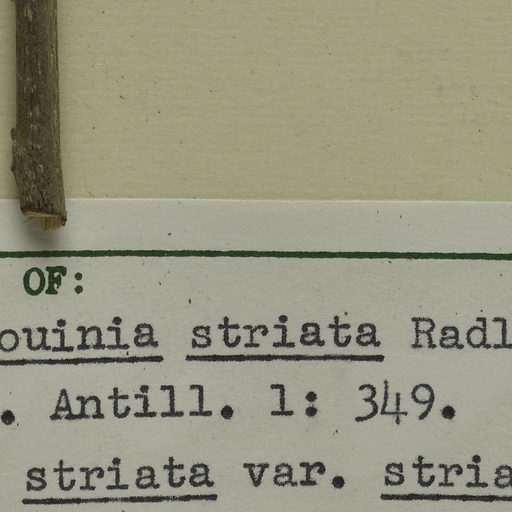 OF:
ouinia striata Radl
. Antill. 1: 349.
striata var. stria